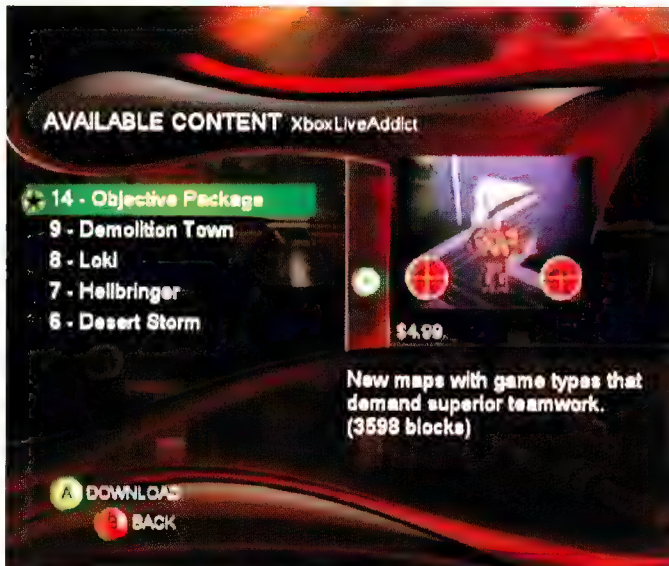 AVAILABLE CONTENT XboxLiveAddict
14 - Objective Package
9 - Demolition Town
8 - Loki
7 - Hellbringer
6 - Desert Storm
$4.99
New maps with game types that
demand superior teamwork.
(3598 blocks)
A DOWNLOAD
B BACK